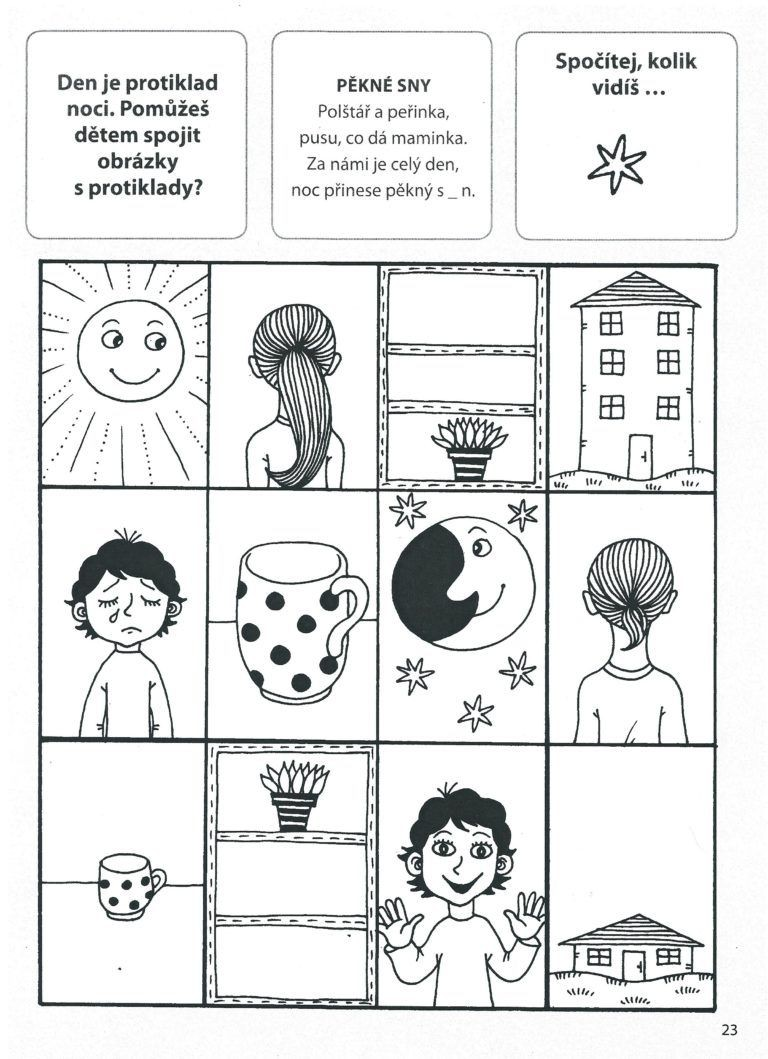 Den je protiklad
noci. Pomůžeš
dětem spojit
obrázky
s protiklady?
PĚKNÉ SNY
Polštář a peřinka,
pusu, co dá maminka.
Za námi je celý den,
noc přinese pěkný s _ n.
Spočítej, kolik
vidíš ...
23